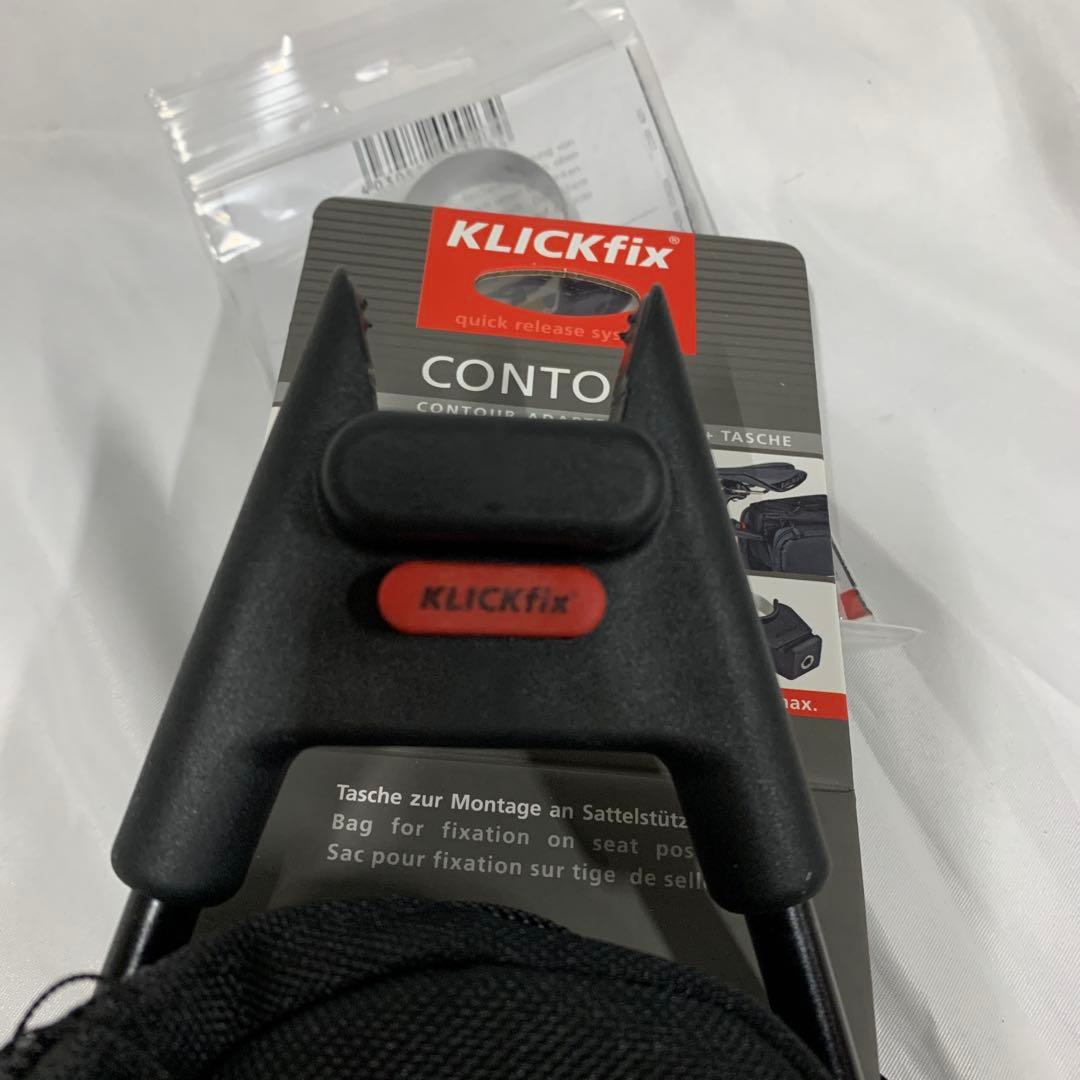 KLICKfix®
quick release sys
CONTO
CONTOUR ADAPTE
+ TASCHE
KLICKfix
max.
Tasche zur Montage an Sattelstütz
Bag for fixation on seat pos
Sac pour fixation sur tige de sell